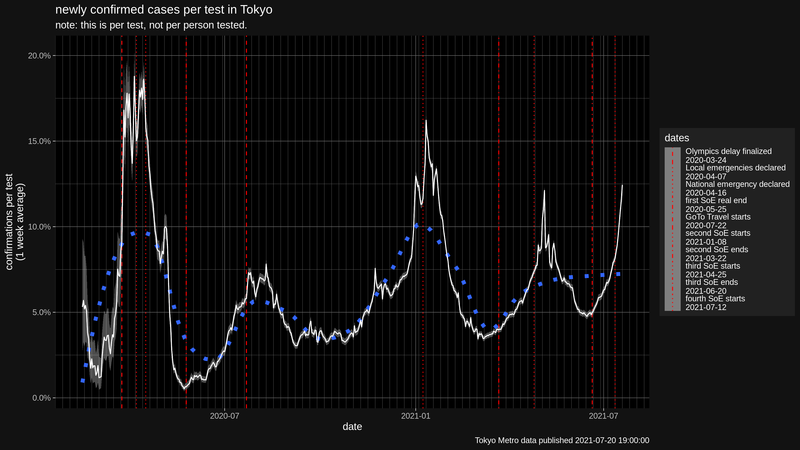 newly confirmed cases per test in Tokyo
note: this is per test, not per person tested.
20.0%
15.0%
10.0%
5.0%
0.0%
confirmations per test
(1 week average)
2020-07
2021-01
2021-07
date
dates
Olympics delay finalized
2020-03-24
Local emergencies declared
2020-04-07
National emergency declared
2020-04-16
first SoE real end
2020-05-25
GoTo Travel starts
2020-07-22
second SoE starts
2021-01-08
second SoE ends
2021-03-22
third SoE starts
2021-04-25
third SoE ends
2021-06-20
fourth SoE starts
2021-07-12
Tokyo Metro data published 2021-07-20 19:00:00